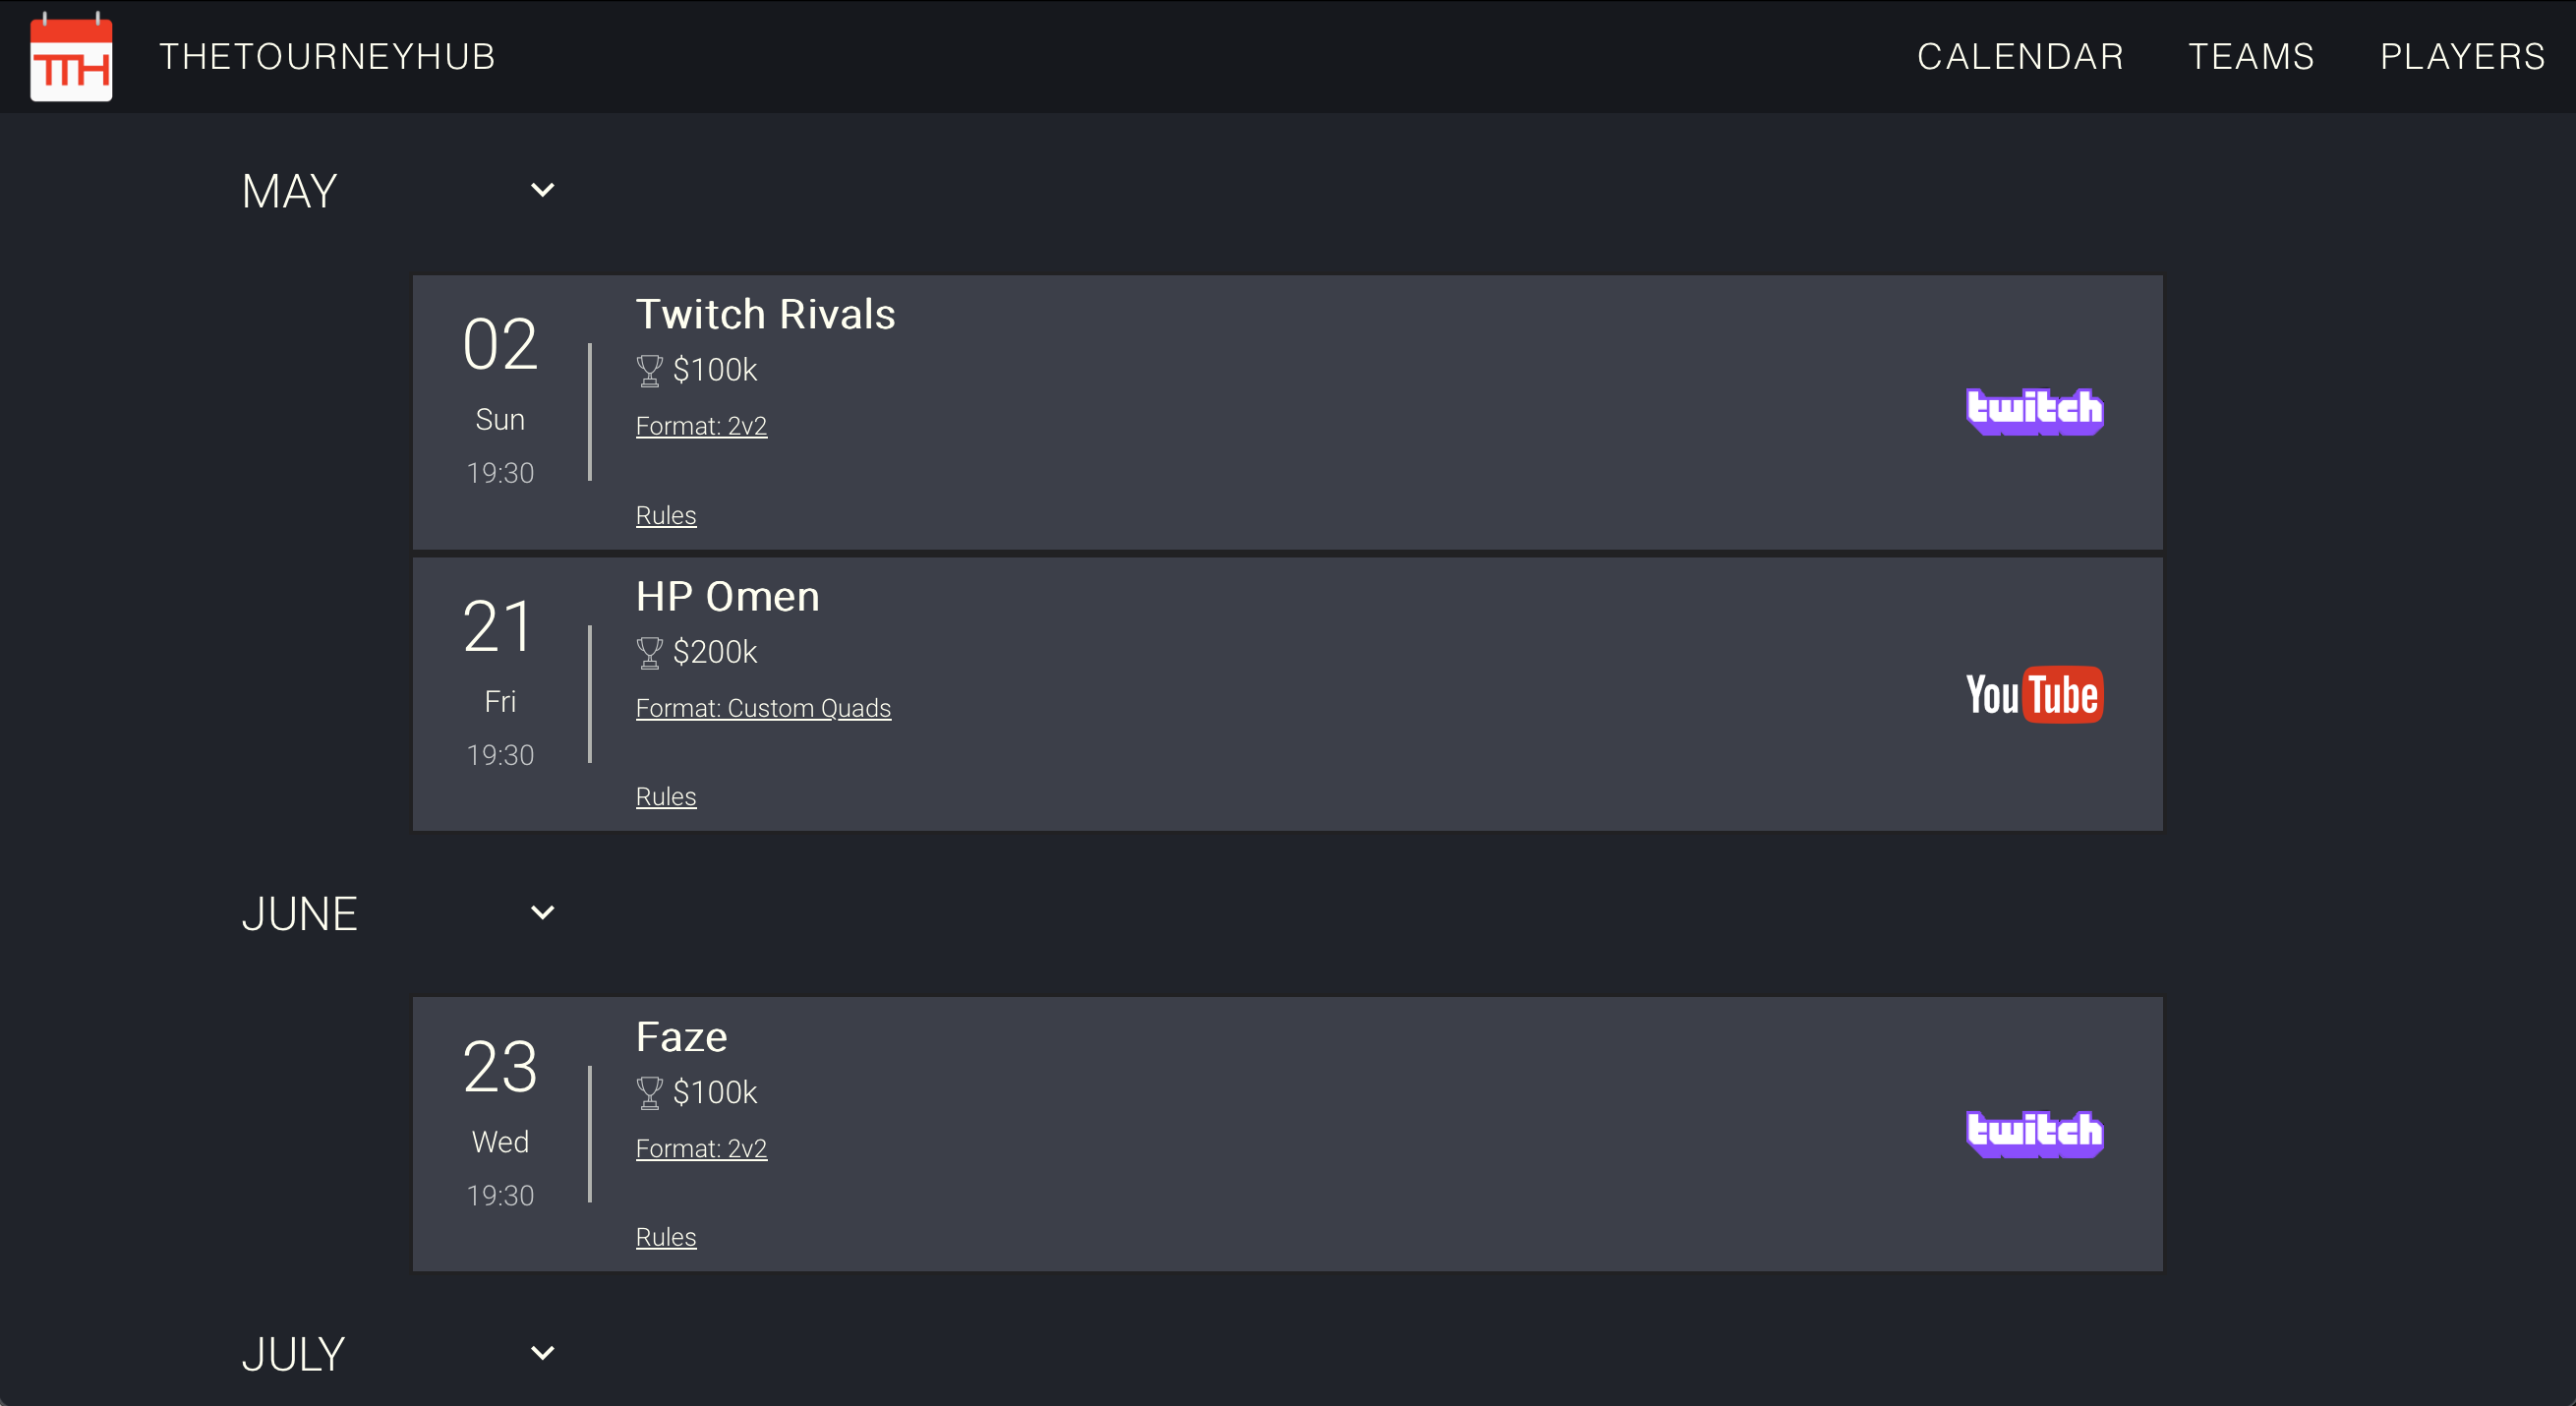 TH THETOURNEYHUB CALENDAR TEAMS PLAYERS
MAY
02
Sun
19:30
Twitch Rivals
$100k
Format: 2v2
Rules
twitch
21
Fri
19:30
HP Omen
$200k
Format: Custom Quads
Rules
YouTube
JUNE
23
Wed
19:30
Faze
$100k
Format: 2v2
Rules
twitch
JULY